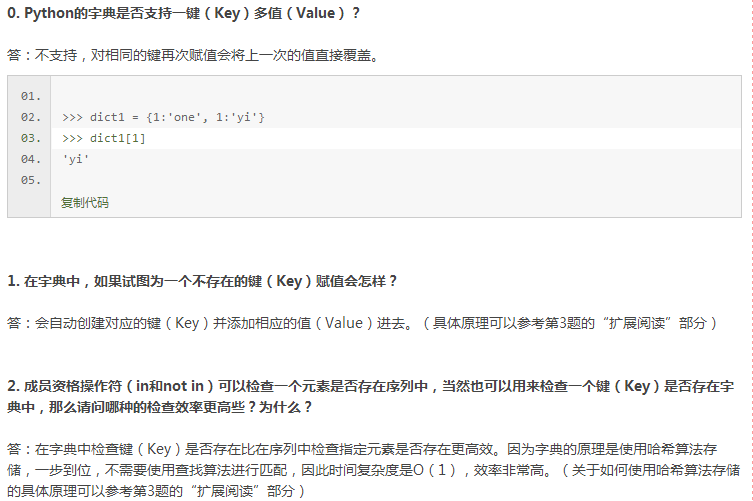 0. Python的字典是否支持一键（Key）多值（Value）？
答：不支持，对相同的键再次赋值会将上一次的值直接覆盖。
01.
02. >>> dict1 = {1:'one', 1:'yi'}
03. >>> dict1[1]
04. 'yi'
05.
复制代码
1. 在字典中，如果试图为一个不存在的键（Key）赋值会怎样？
答：会自动创建对应的键（Key）并添加相应的值（Value）进去。（具体原理可以参考第3题的“扩展阅读”部分）
2. 成员资格操作符（in和not in）可以检查一个元素是否存在序列中，当然也可以用来检查一个键（Key）是否存在字
典中，那么请问哪种的检查效率更高些？为什么？
答：在字典中检查键（Key）是否存在比在序列中检查指定元素是否存在更高效。因为字典的原理是使用哈希算法存
储，一步到位，不需要使用查找算法进行匹配，因此时间复杂度是O（1），效率非常高。（关于如何使用哈希算法存储
的具体原理可以参考第3题的“扩展阅读”部分）